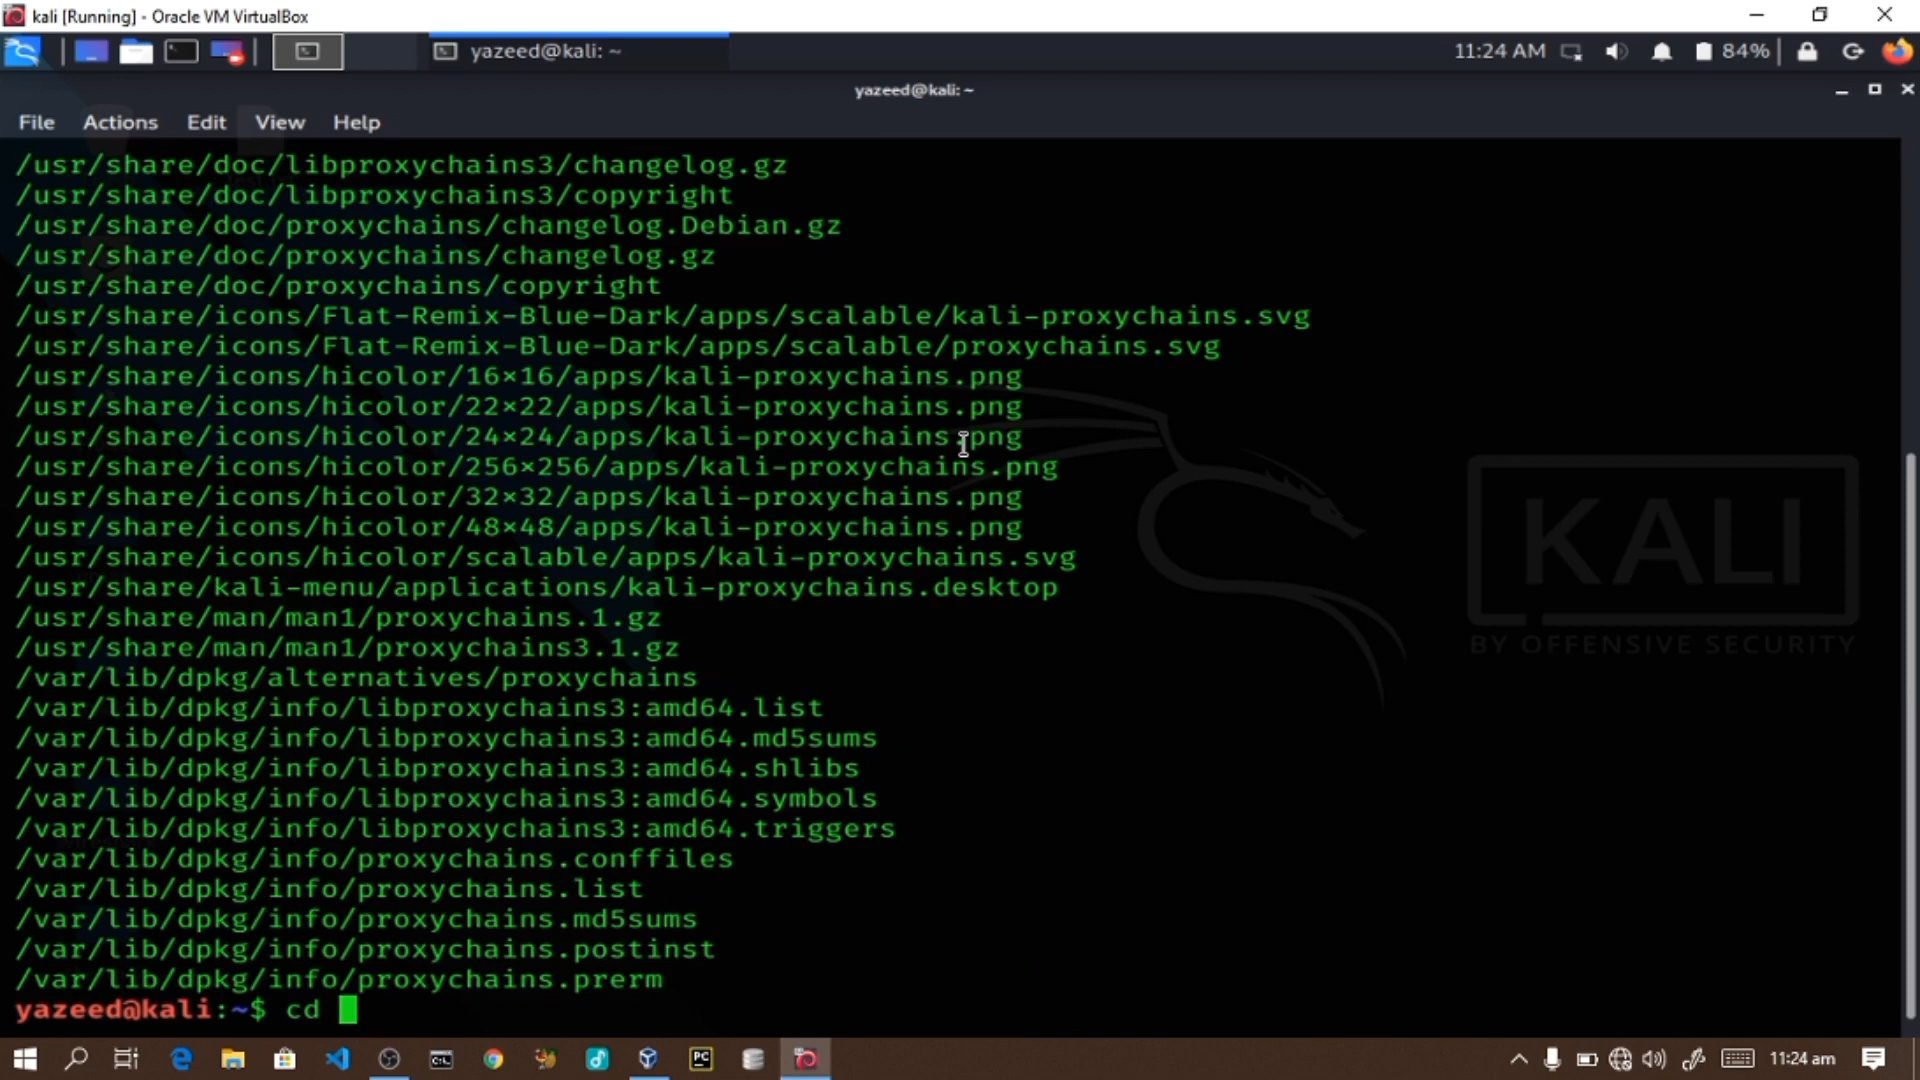 kali [Running] - Oracle VM VirtualBox
yazeed@kali: ~
11:24 AM
84%
yazeed@kali: ~
File Actions Edit View Help
/usr/share/doc/libproxychains3/changelog.gz
/usr/share/doc/libproxychains3/copyright
/usr/share/doc/proxychains/changelog.Debian.gz
/usr/share/doc/proxychains/changelog.gz
/usr/share/doc/proxychains/copyright
/usr/share/icons/Flat-Remix-Blue-Dark/apps/scalable/kali-proxychains.svg
/usr/share/icons/Flat-Remix-Blue-Dark/apps/scalable/proxychains.svg
/usr/share/icons/hicolor/16×16/apps/kali-proxychains.png
/usr/share/icons/hicolor/22×22/apps/kali-proxychains.png
/usr/share/icons/hicolor/24×24/apps/kali-proxychains.png
/usr/share/icons/hicolor/256×256/apps/kali-proxychains.png
/usr/share/icons/hicolor/32×32/apps/kali-proxychains.png
/usr/share/icons/hicolor/48×48/apps/kali-proxychains.png
/usr/share/icons/hicolor/scalable/apps/kali-proxychains.svg
/usr/share/kali-menu/applications/kali-proxychains.desktop
/usr/share/man/man1/proxychains.1.gz
/usr/share/man/man1/proxychains3.1.gz
/var/lib/dpkg/alternatives/proxychains
/var/lib/dpkg/info/libproxychains3:amd64.list
/var/lib/dpkg/info/libproxychains3:amd64.md5sums
/var/lib/dpkg/info/libproxychains3:amd64.shlibs
/var/lib/dpkg/info/libproxychains3:amd64.symbols
/var/lib/dpkg/info/libproxychains3:amd64.triggers
/var/lib/dpkg/info/proxychains.conffiles
/var/lib/dpkg/info/proxychains.list
/var/lib/dpkg/info/proxychains.md5sums
/var/lib/dpkg/info/proxychains.postinst
/var/lib/dpkg/info/proxychains.prerm
yazeed@kali:~$ cd
KALI
BY OFFENSIVE SECURITY
PC
11:24 am